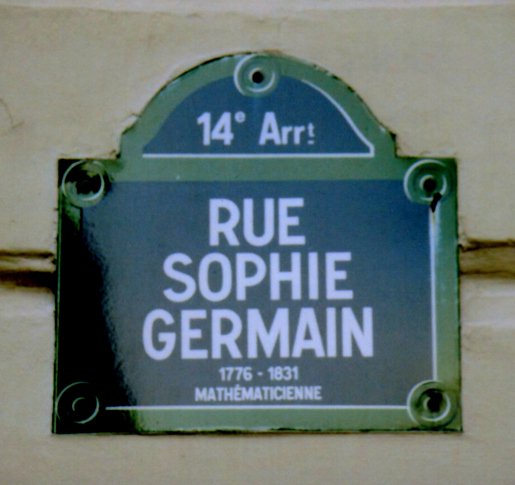 14e Arrt
RUE
SOPHIE
GERMAIN
1776 - 1831
MATHÉMATICIENNE